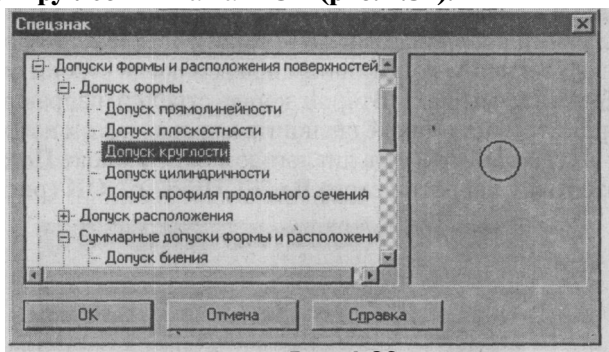 Спецзнак
Допуски формы и расположения поверхностей
Допуск формы
Допуск прямолинейности
Допуск плоскостности
Допуск круглости
Допуск цилиндричности
Допуск профиля продольного сечения
Допуск расположения
Суммарные допуски формы и расположени
Допуск биения
OK
Отмена
Справка